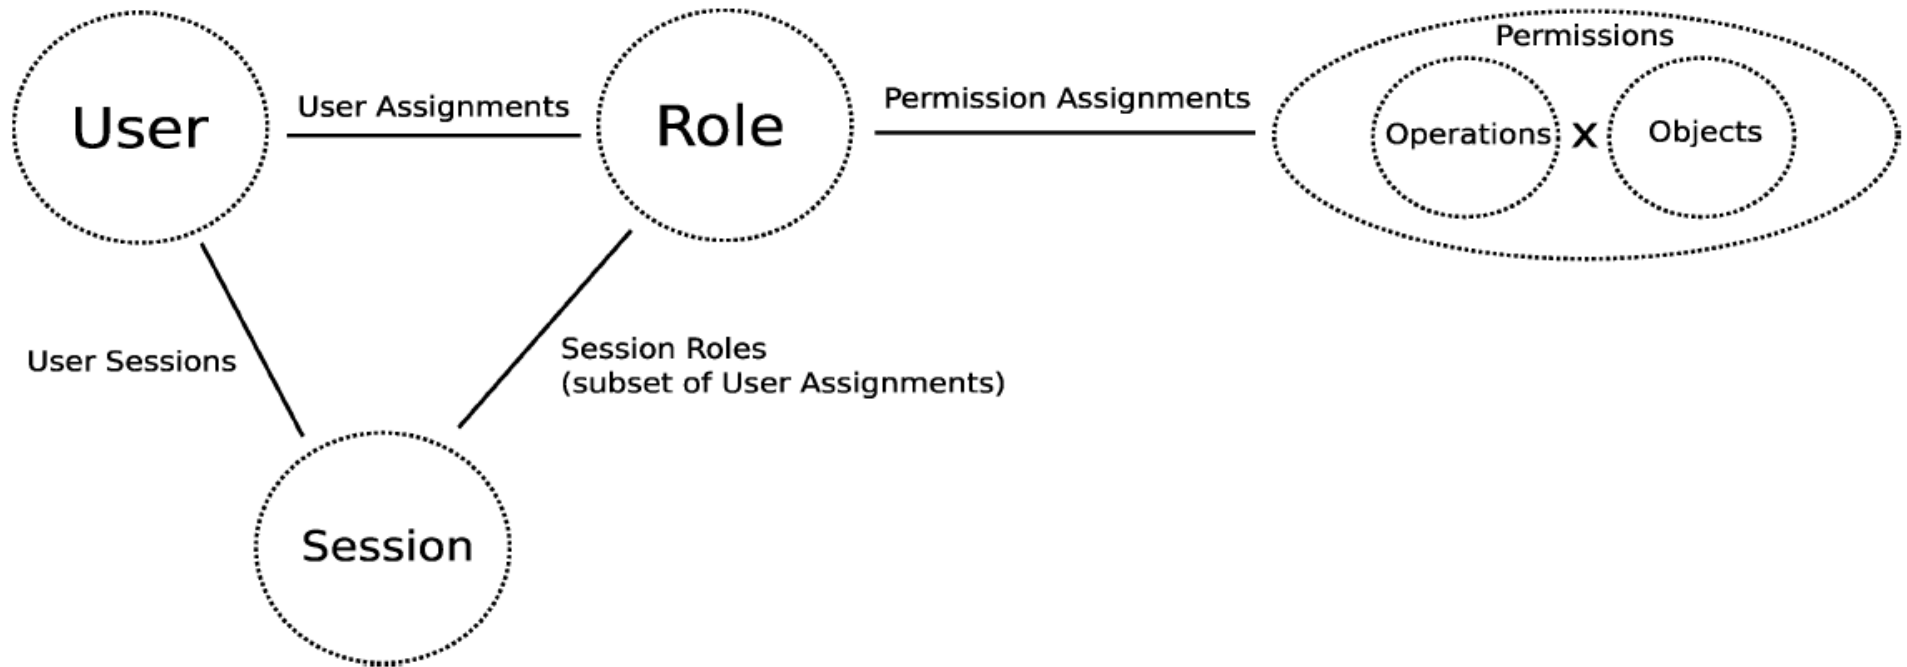 Permissions
User
User Assignments
Role
Permission Assignments
Operations
x
Objects
User Sessions
Session Roles
(subset of User Assignments)
Session